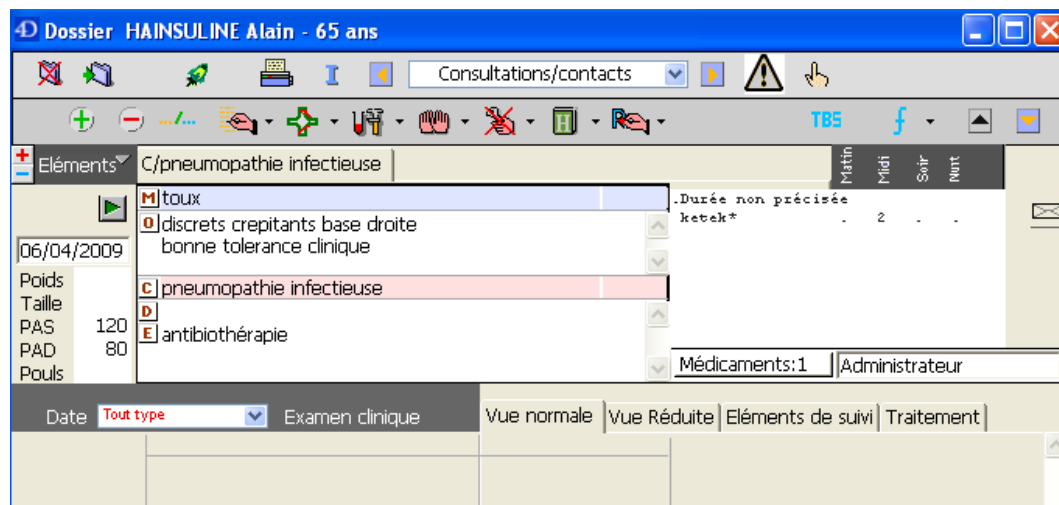 4D Dossier HAINSULINE Alain - 65 ans
Consultations/contacts
I
H
R
TBS
Eléments
C/pneumopathie infectieuse
Matin
Midi
Soir
Nuit
M toux
O discrets crepitants base droite
bonne tolerance clinique
.Durée non précisée
ketek* . 2 . .
06/04/2009
Poids
Taille
PAS 120
PAD 80
Pouls
C pneumopathie infectieuse
D
E antibiothérapie
Médicaments:1
Administrateur
Date
Tout type
Examen clinique
Vue normale
Vue Réduite
Eléments de suivi
Traitement